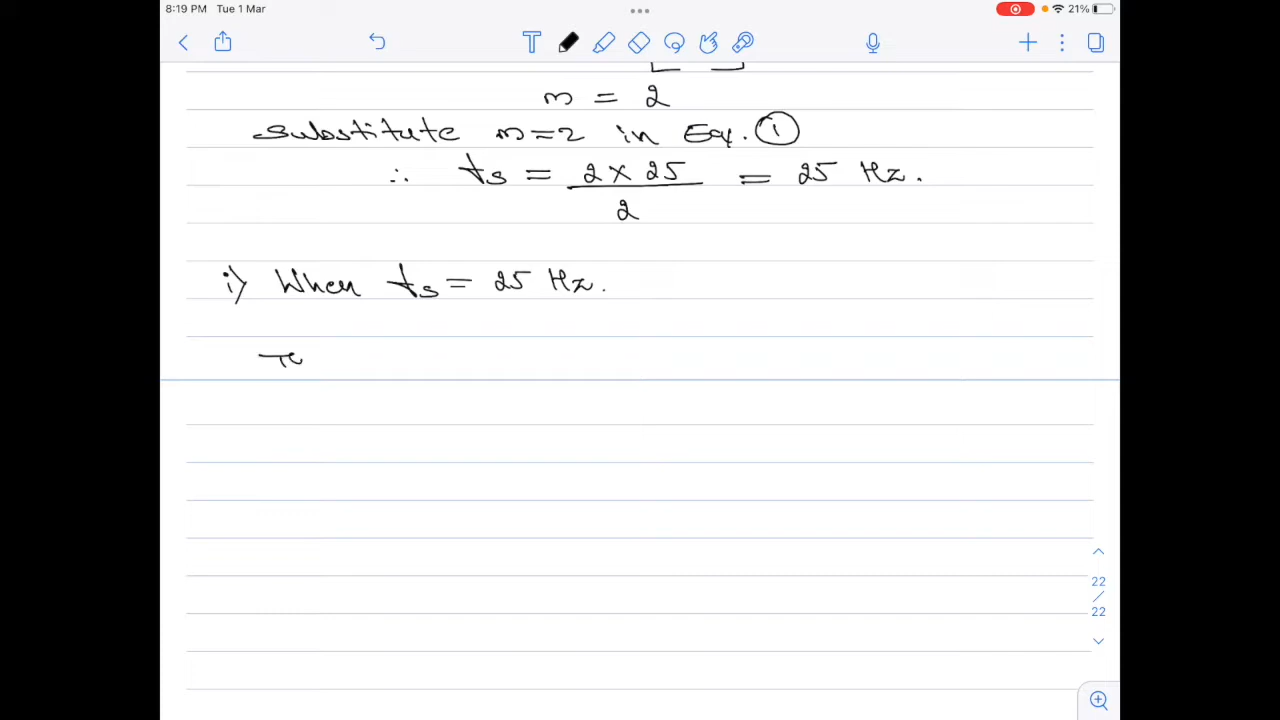 8:19 PM Tue 1 Mar
21%
m = 2
Substitute m=2 in Eq. ①
∴ fs = 2 × 25 / 2 = 25 Hz.
i) When fs = 25 Hz.
22
/
22